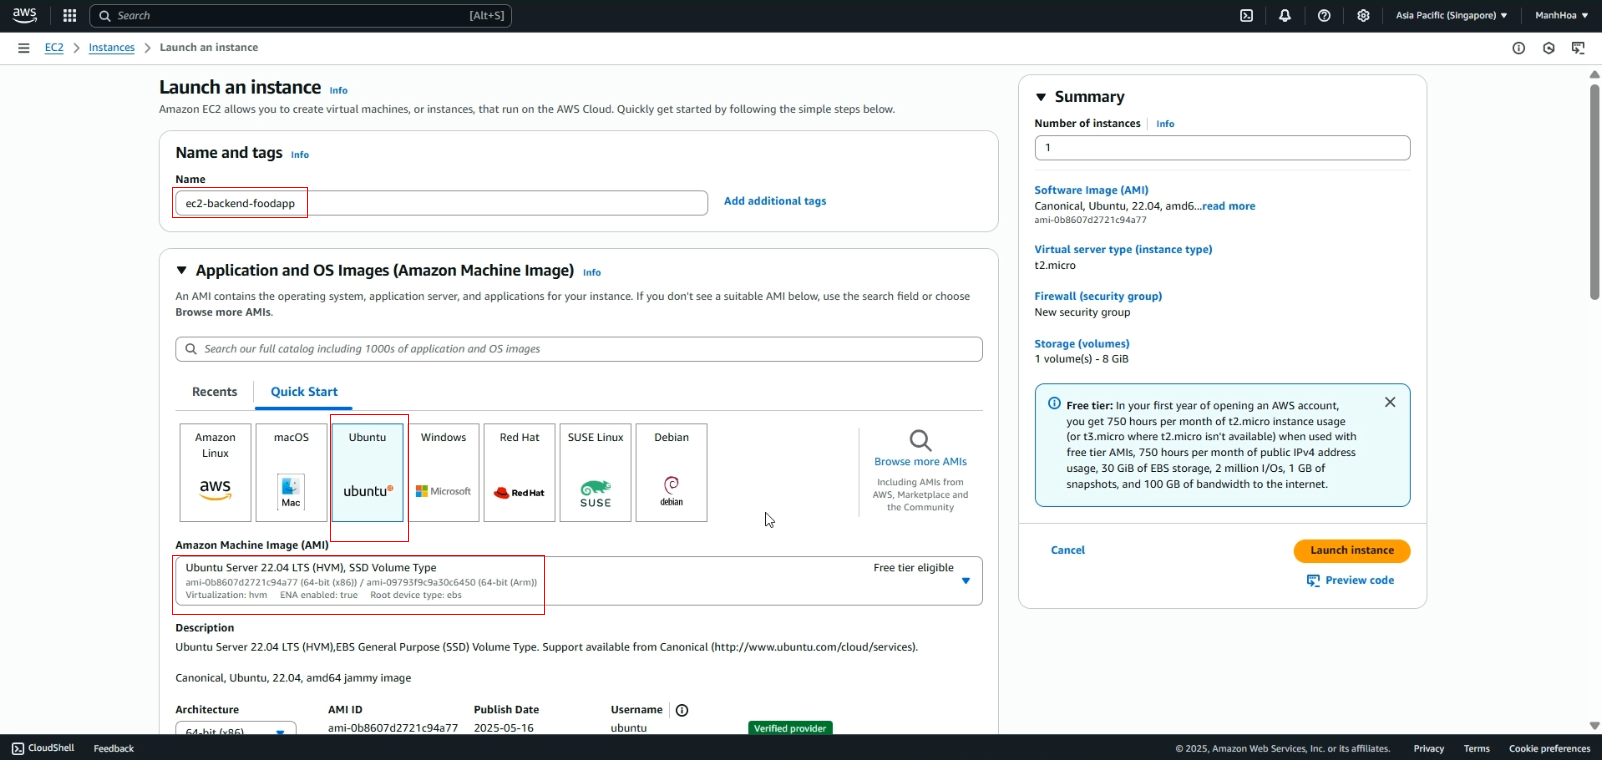 aws
Search
[Alt+S]
Asia Pacific (Singapore)
ManhHoa
EC2
Instances
Launch an instance
Launch an instance
Info
Amazon EC2 allows you to create virtual machines, or instances, that run on the AWS Cloud. Quickly get started by following the simple steps below.
Name and tags
Info
Name
ec2-backend-foodapp
Add additional tags
Application and OS Images (Amazon Machine Image)
Info
An AMI contains the operating system, application server, and applications for your instance. If you don't see a suitable AMI below, use the search field or choose
Browse more AMIs.
Search our full catalog including 1000s of application and OS images
Recents
Quick Start
Amazon
Linux
aws
macOS
Mac
Ubuntu
ubuntu
Windows
Microsoft
Red Hat
Red Hat
SUSE Linux
SUSE
Debian
debian
Browse more AMIs
Including AMIs from
AWS, Marketplace and
the Community
Amazon Machine Image (AMI)
Ubuntu Server 22.04 LTS (HVM), SSD Volume Type
Free tier eligible
ami-0b8607d2721c94a77 (64-bit (x86)) / ami-09793f9c9a30c6450 (64-bit (Arm))
Virtualization: hvm ENA enabled: true Root device type: ebs
Description
Ubuntu Server 22.04 LTS (HVM),EBS General Purpose (SSD) Volume Type. Support available from Canonical (http://www.ubuntu.com/cloud/services).
Canonical, Ubuntu, 22.04, amd64 jammy image
Architecture
64-bit (x86)
AMI ID
ami-0b8607d2721c94a77
Publish Date
2025-05-16
Username
ubuntu
Verified provider
Summary
Number of instances
Info
1
Software Image (AMI)
Canonical, Ubuntu, 22.04, amd6...read more
ami-0b8607d2721c94a77
Virtual server type (instance type)
t2.micro
Firewall (security group)
New security group
Storage (volumes)
1 volume(s) - 8 GiB
Free tier: In your first year of opening an AWS account,
you get 750 hours per month of t2.micro instance usage
(or t3.micro where t2.micro isn't available) when used with
free tier AMIs, 750 hours per month of public IPv4 address
usage, 30 GiB of EBS storage, 2 million I/Os, 1 GB of
snapshots, and 100 GB of bandwidth to the internet.
Cancel
Launch instance
Preview code
CloudShell
Feedback
© 2025, Amazon Web Services, Inc. or its affiliates.
Privacy
Terms
Cookie preferences